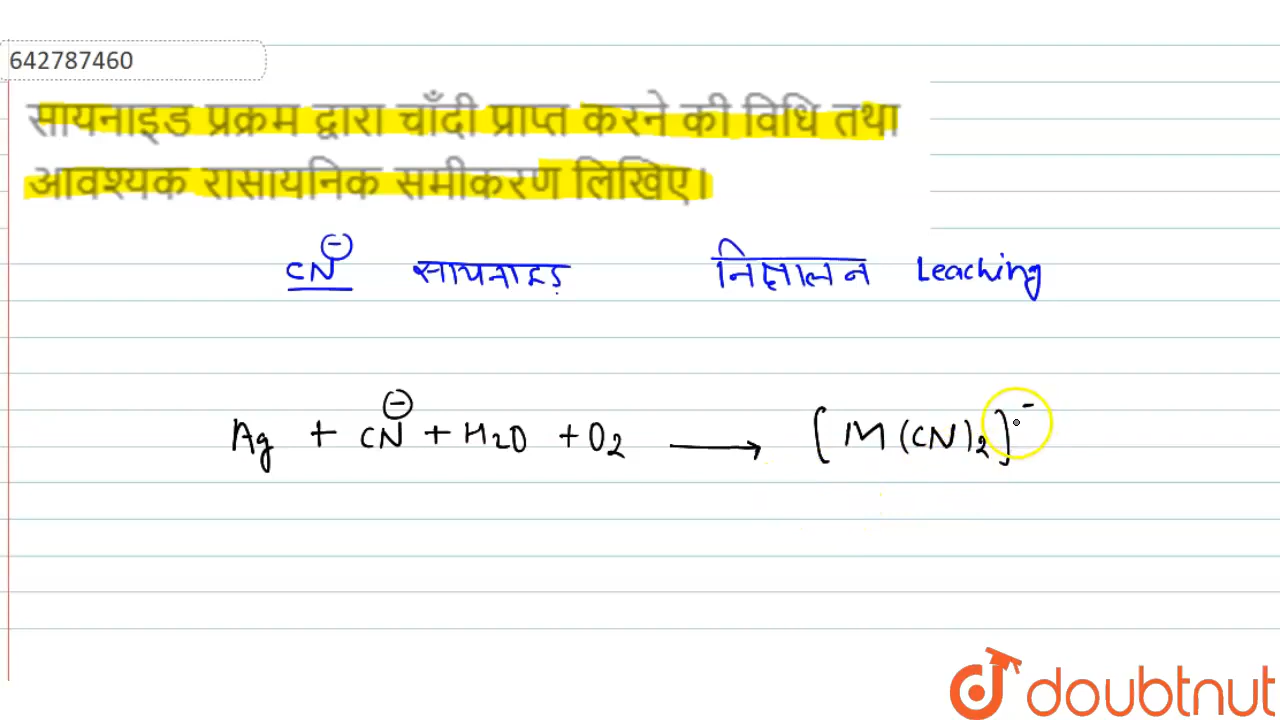 642787460
सायनाइड प्रक्रम द्वारा चाँदी प्राप्त करने की विधि तथा
आवश्यक रासायनिक समीकरण लिखिए।
CN⊖ सायनाइड निक्षालन Leaching
Ag + CN⊖ + H2O + O2 ⟶ [M(CN)2]-
doubtnut